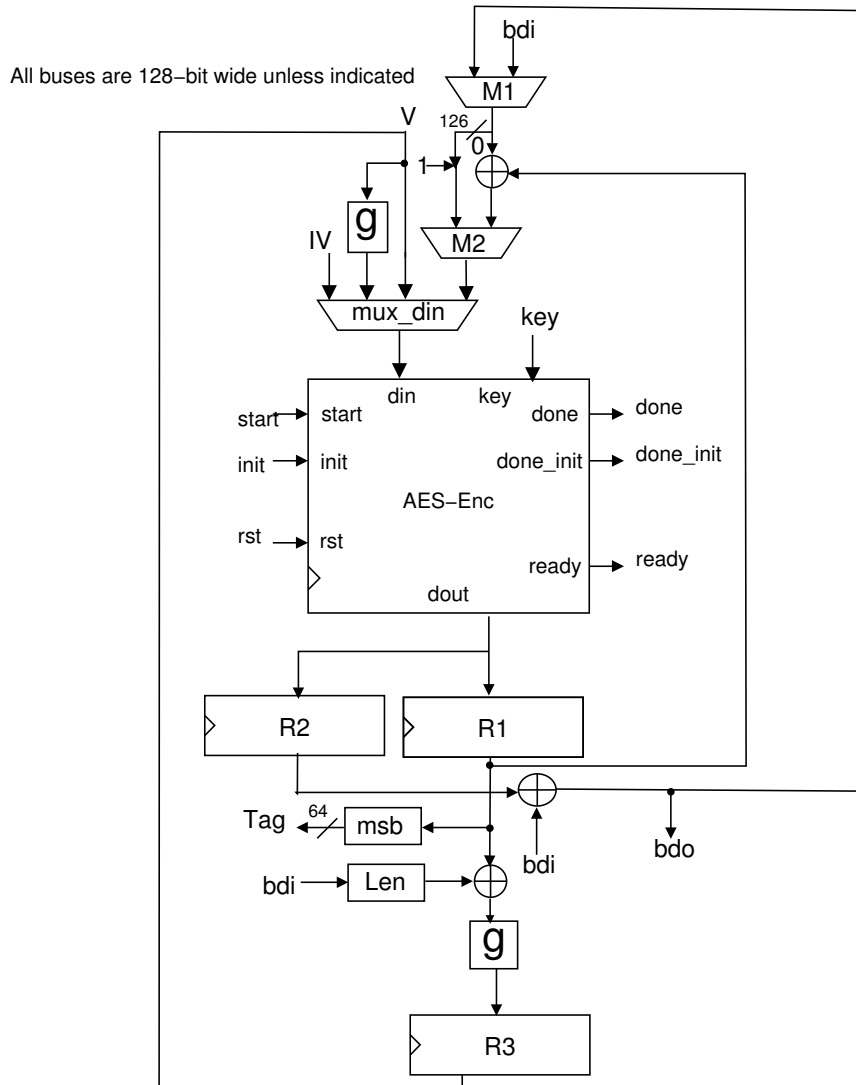 bdi
All buses are 128−bit wide unless indicated
M1
V
126
0
1
g
IV
M2
mux_din
key
din
key
start
start
done
done
init
init
done_init
done_init
AES−Enc
rst
rst
ready
ready
dout
R2
R1
Tag
64
msb
bdi
bdo
bdi
Len
g
R3